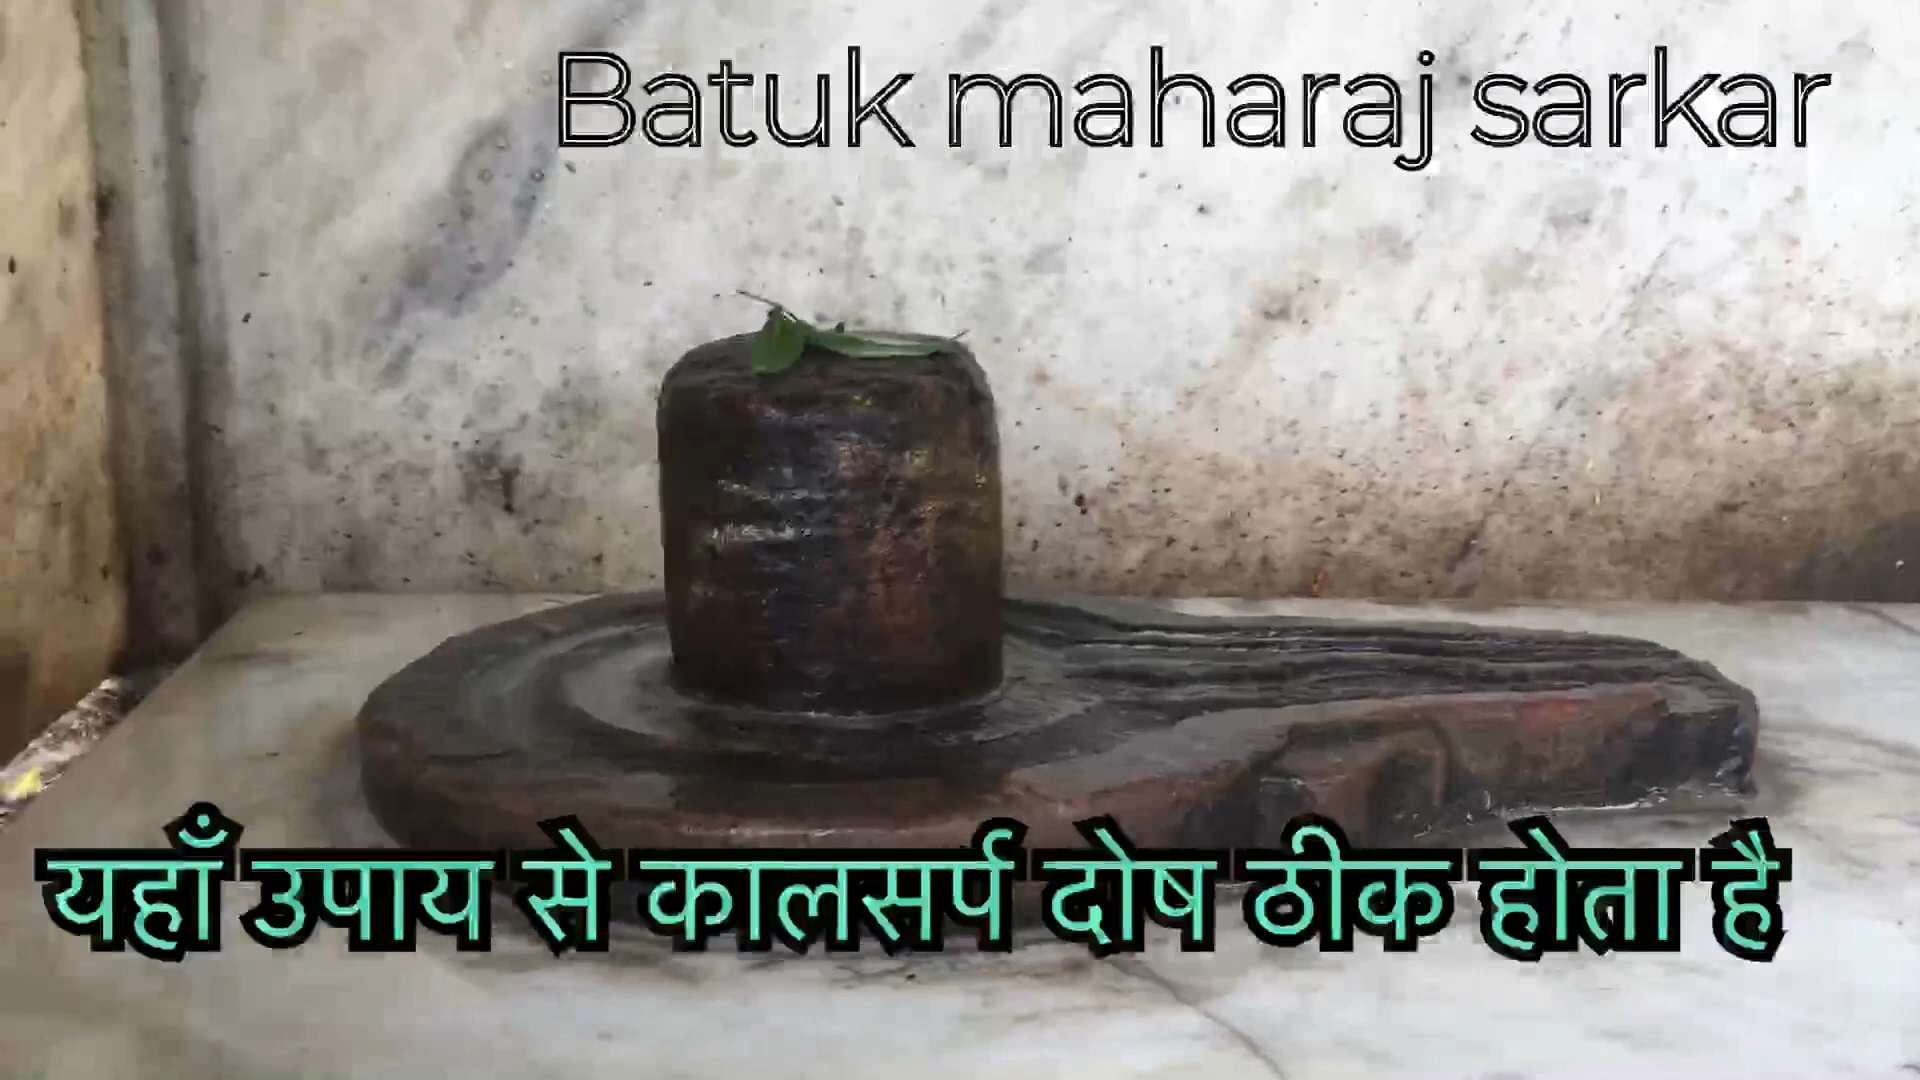 Batuk maharaj sarkar
यहाँ उपाय से कालसर्प दोष ठीक होता है